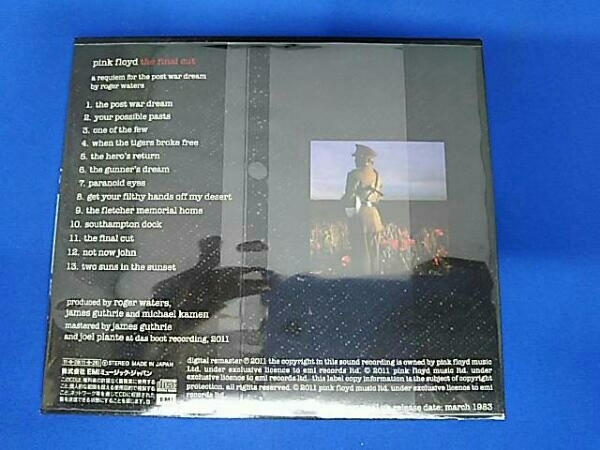 pink floyd the final cut
a requiem for the post war dream
by roger waters
1. the post war dream
2. your possible pasts
3. one of the few
4. when the tigers broke free
5. the hero's return
6. the gunner's dream
7. paranoid eyes
8. get your filthy hands off my desert
9. the fletcher memorial home
10. southampton dock
11. the final cut
12. not now john
13. two suns in the sunset
produced by roger waters,
james guthrie and michael kamen
mastered by james guthrie
and joel plante at das boot recording, 2011
STEREO MADE IN JAPAN
株式会社EMIミュージック・ジャパン
EMI
digital remaster ℗ 2011 the copyright in this sound recording is owned by pink floyd music
Ltd. under exclusive licence to emi records ltd. © 2011 pink floyd music ltd. under
exclusive licence to emi records ltd. this label copy information is the subject of copyright
protection. all rights reserved. © 2011 pink floyd music ltd. under exclusive licence to emi
records ltd.
release date: march 1983